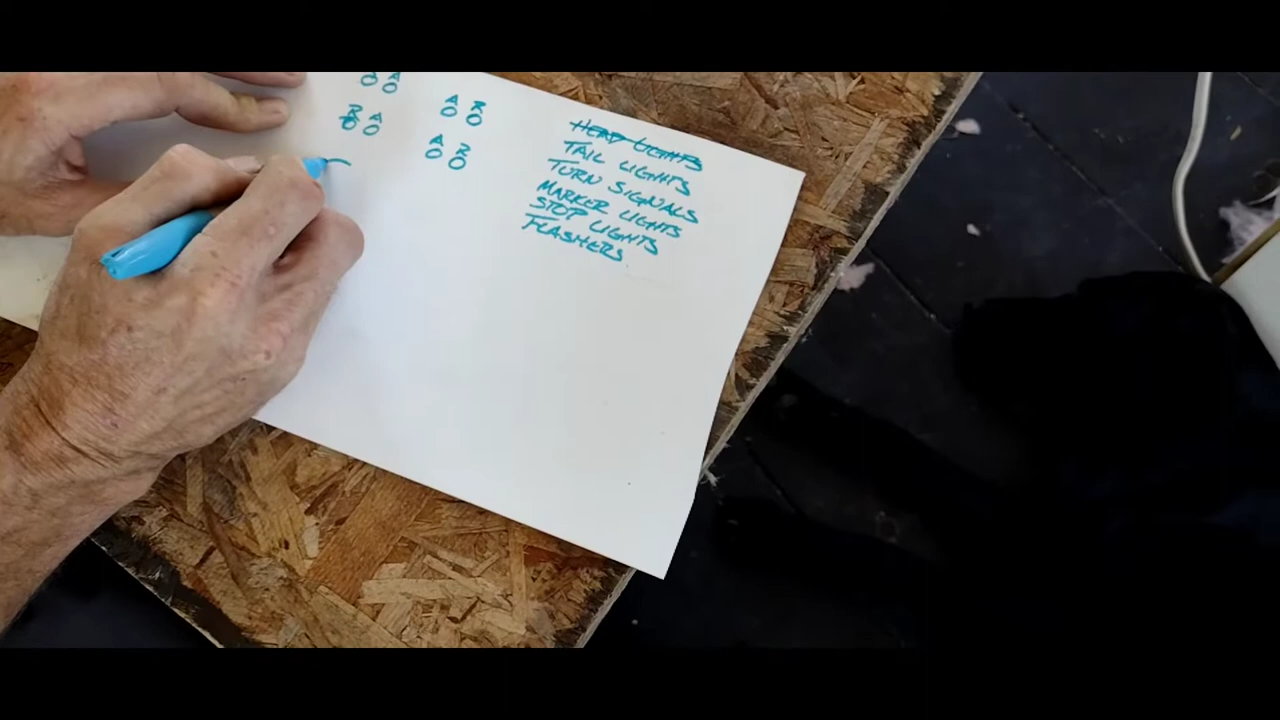 A R
R A
A R
HEAD LIGHTS
TAIL LIGHTS
TURN SIGNALS
MARKER LIGHTS
STOP LIGHTS
FLASHERS